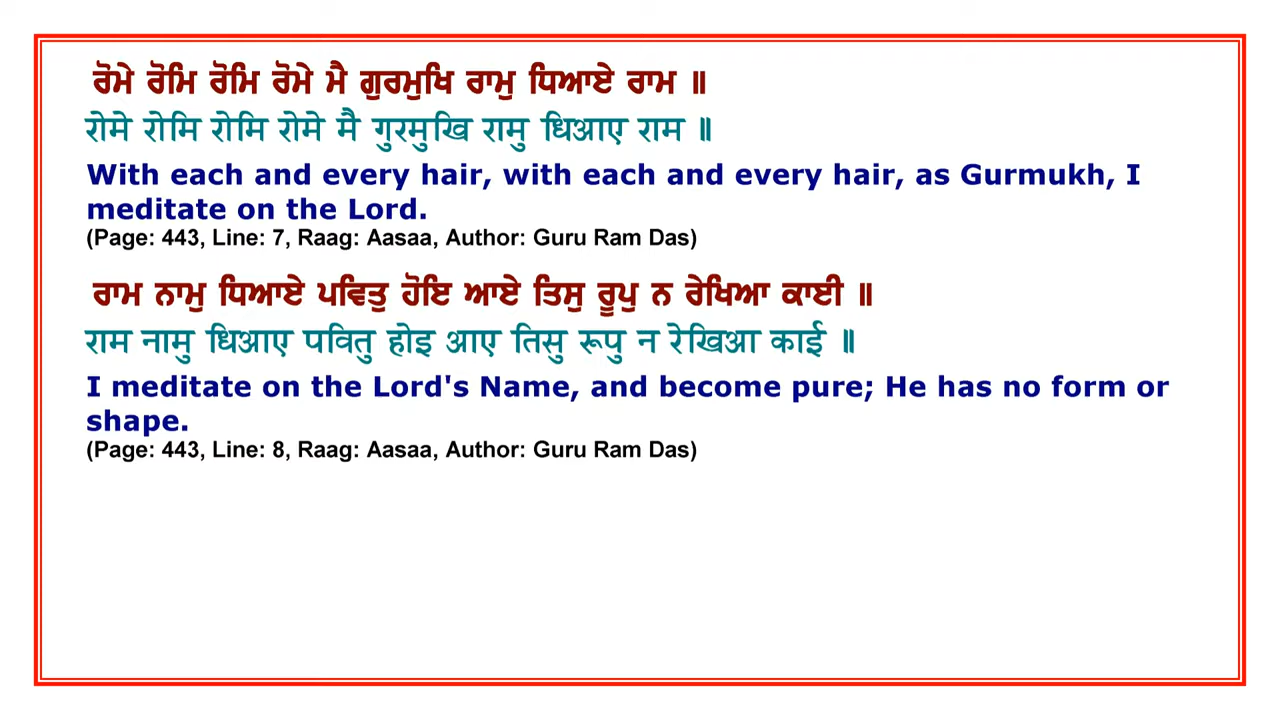 ਰੋਮੇ ਰੋਮਿ ਰੋਮਿ ਰੋਮੇ ਮੈ ਗੁਰਮੁਖਿ ਰਾਮੁ ਧਿਆਏ ਰਾਮ ॥
रोमे रोमि रोमि रोमे मै गुरमुखि रामु धिआए राम ॥
With each and every hair, with each and every hair, as Gurmukh, I
meditate on the Lord.
(Page: 443, Line: 7, Raag: Aasaa, Author: Guru Ram Das)
ਰਾਮ ਨਾਮੁ ਧਿਆਏ ਪਵਿਤੁ ਹੋਇ ਆਏ ਤਿਸੁ ਰੂਪੁ ਨ ਰੇਖਿਆ ਕਾਈ ॥
राम नामु धिआए पवितु होइ आए तिसु रूपु न रेखिआ काई ॥
I meditate on the Lord's Name, and become pure; He has no form or
shape.
(Page: 443, Line: 8, Raag: Aasaa, Author: Guru Ram Das)